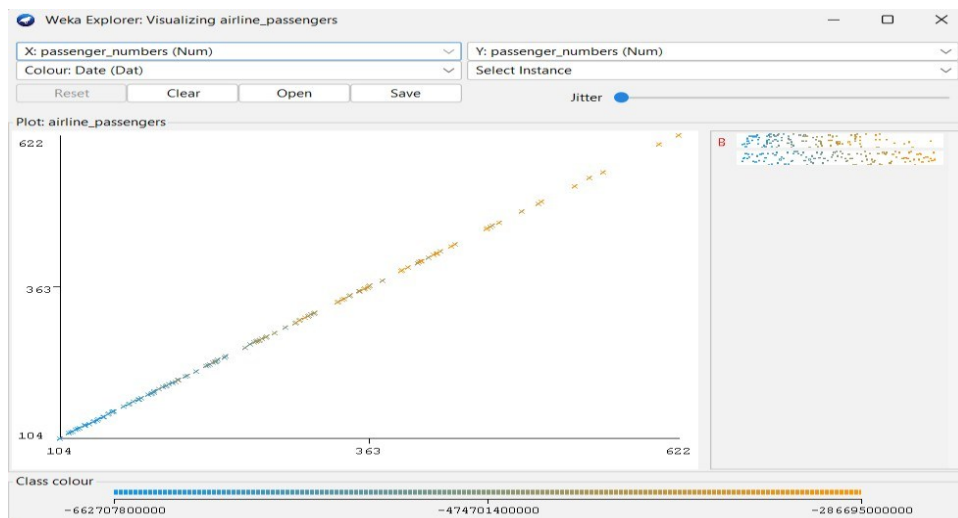 Weka Explorer: Visualizing airline_passengers
X: passenger_numbers (Num) Y: passenger_numbers (Num)
Colour: Date (Dat) Select Instance
Reset Clear Open Save Jitter
Plot: airline_passengers
622
363
104
104 363 622
B
Class colour
-662707800000 -474701400000 -286695000000